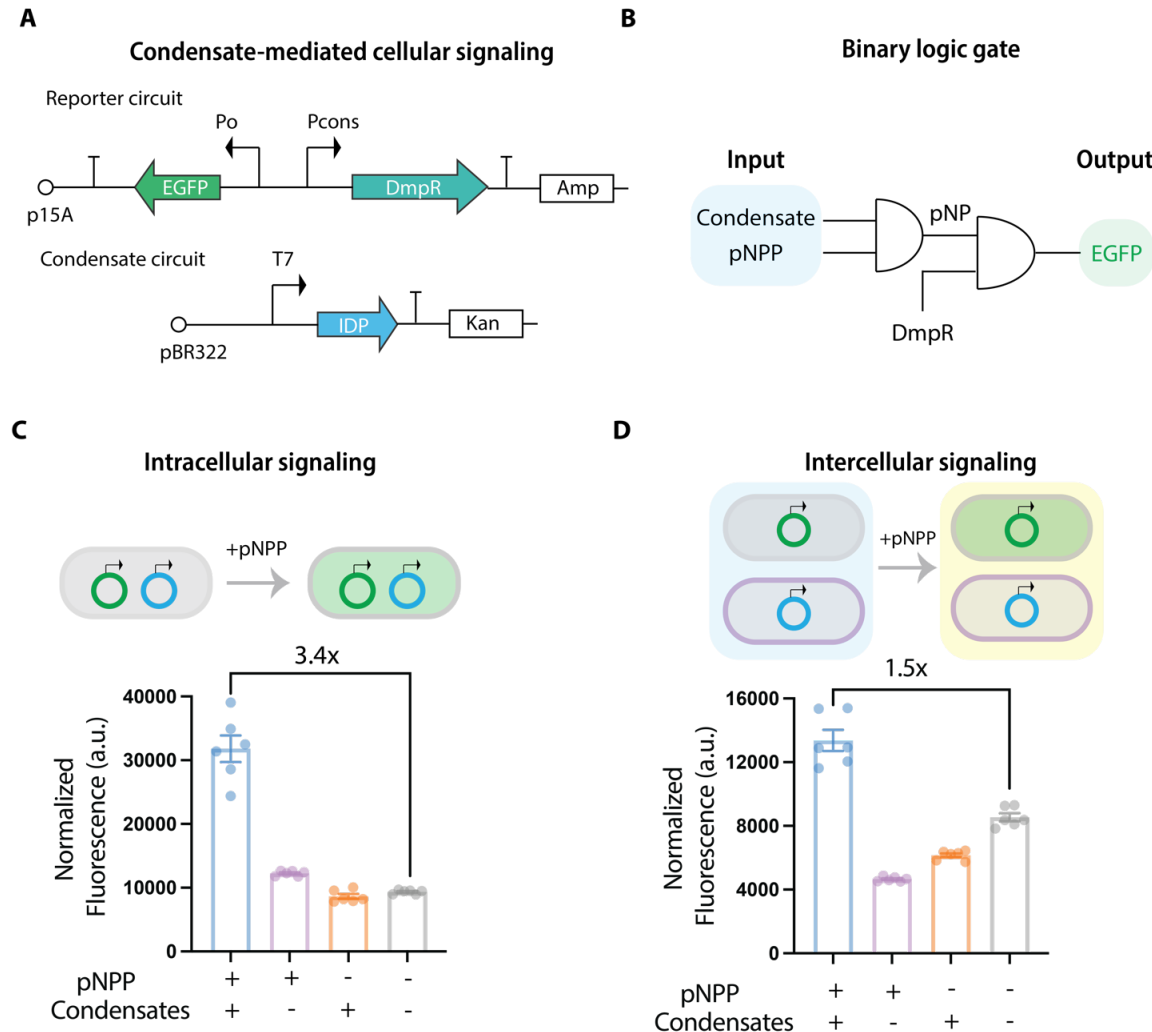 A
Condensate-mediated cellular signaling
Reporter circuit
Po
Pcons
EGFP
DmpR
Amp
p15A
Condensate circuit
T7
IDP
Kan
pBR322
B
Binary logic gate
Input
Output
Condensate
pNPP
pNP
EGFP
DmpR
C
Intracellular signaling
+pNPP
3.4x
Normalized
Fluorescence (a.u.)
40000
30000
20000
10000
0
pNPP + + - -
Condensates + - + -
D
Intercellular signaling
+pNPP
1.5x
Normalized
Fluorescence (a.u.)
16000
12000
8000
4000
0
pNPP + + - -
Condensates + - + -